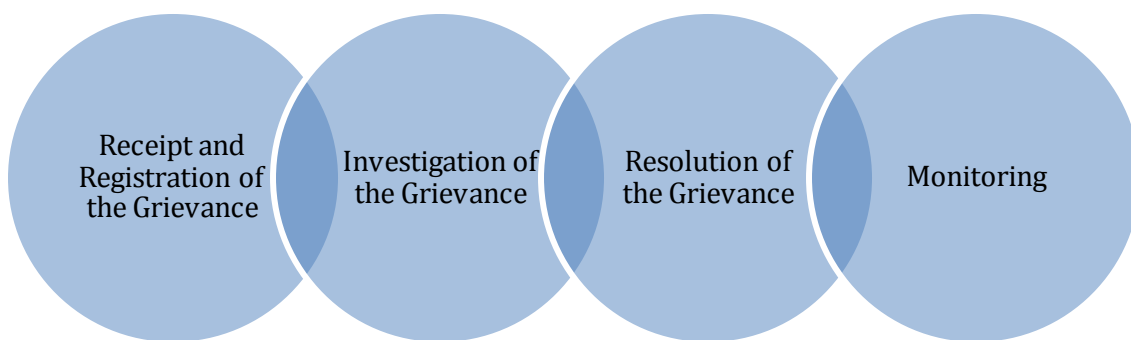 Receipt and
Registration of
the Grievance
Investigation of
the Grievance
Resolution of
the Grievance
Monitoring